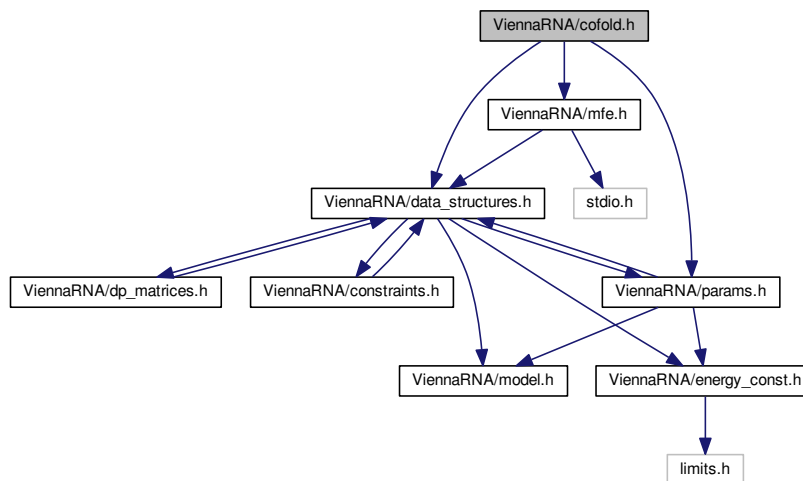 ViennaRNA/cofold.h
ViennaRNA/mfe.h
ViennaRNA/data_structures.h
stdio.h
ViennaRNA/dp_matrices.h
ViennaRNA/constraints.h
ViennaRNA/params.h
ViennaRNA/model.h
ViennaRNA/energy_const.h
limits.h